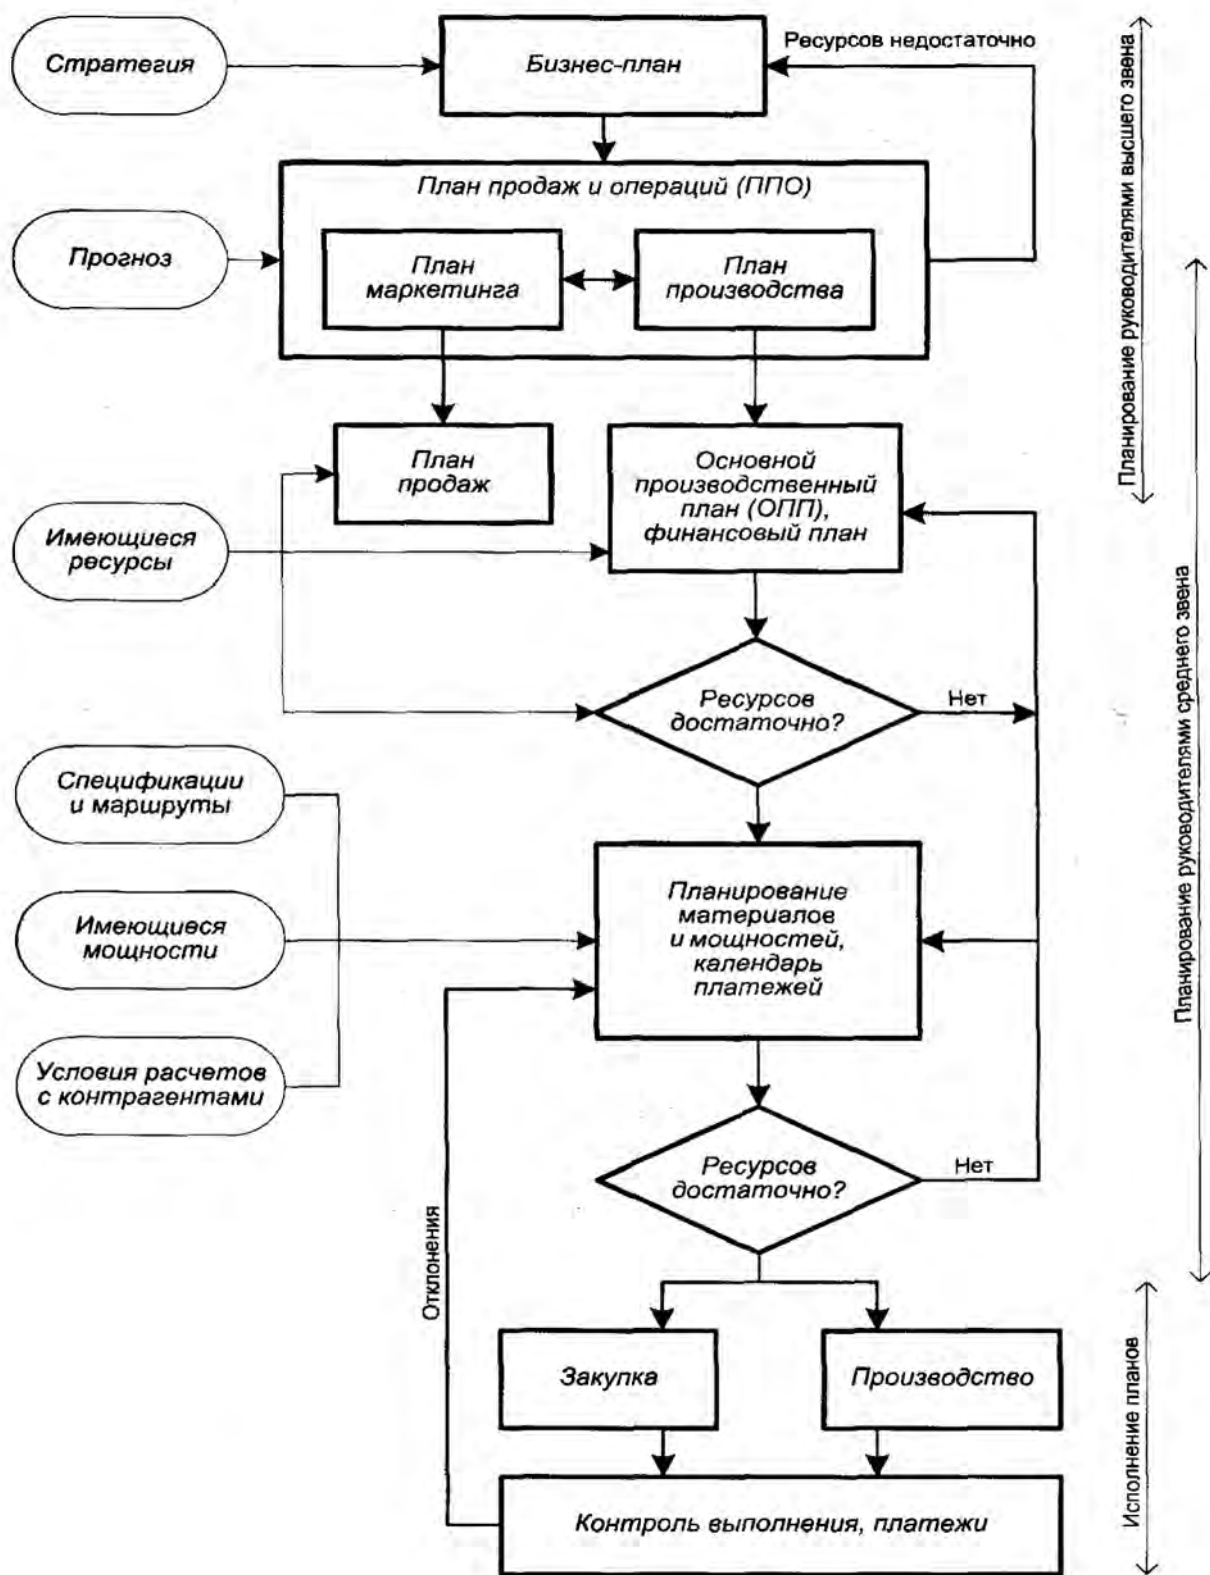 Стратегия
Бизнес-план
Ресурсов недостаточно
План продаж и операций (ППО)
Прогноз
План
маркетинга
План
производства
План
продаж
Основной
производственный
план (ОПП),
финансовый план
Имеющиеся
ресурсы
Ресурсов
достаточно?
Нет
Спецификации
и маршруты
Имеющиеся
мощности
Условия расчетов
с контрагентами
Планирование
материалов
и мощностей,
календарь
платежей
Ресурсов
достаточно?
Нет
Отклонения
Закупка
Производство
Контроль выполнения, платежи
Планирование руководителями высшего звена
Планирование руководителями среднего звена
Исполнение планов